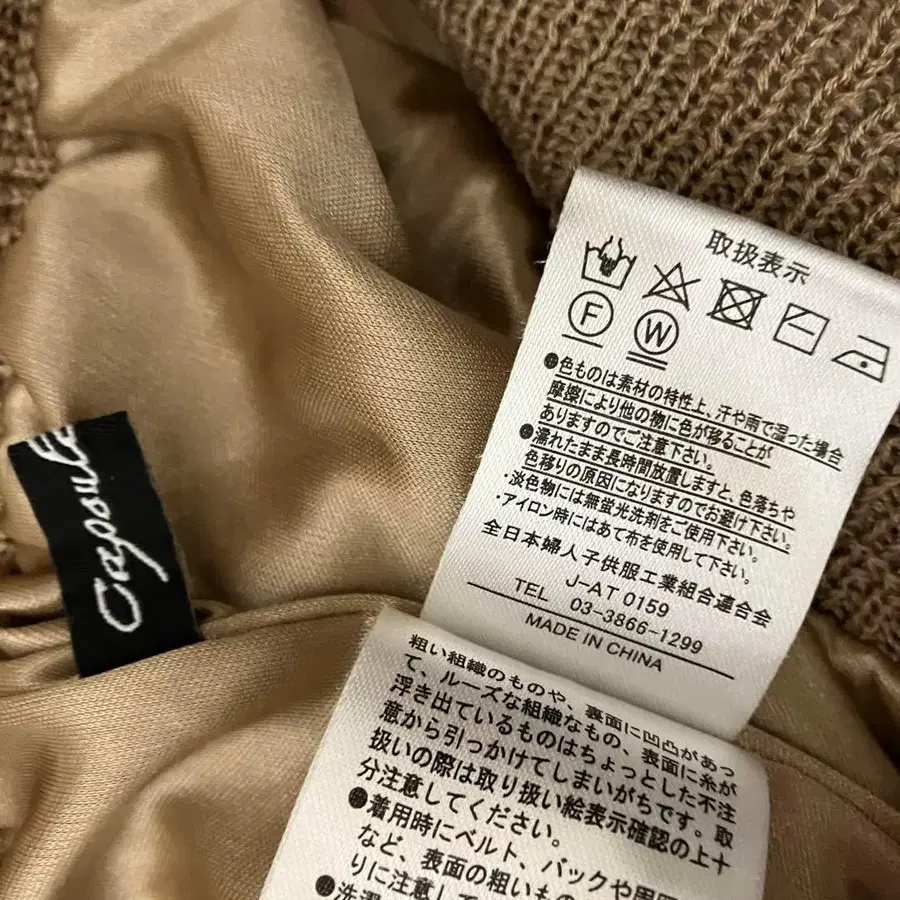 Capoule
取扱表示
F
W
●色ものは素材の特性上、汗や雨で湿った場合
摩擦により他の物に色が移ることが
ありますのでご注意下さい。
●濡れたまま長時間放置しますと、色落ちや
色移りの原因になりますのでお避け下さい。
・淡色物には無蛍光洗剤をご使用下さい。
・アイロン時にはあて布を使用して下さい。
全日本婦人子供服工業組合連合会
J-AT 0159
TEL 03-3866-1299
MADE IN CHINA
粗い組織のものや、裏面に凹凸があっ
て、ルーズな組織なもの、表面に糸が
浮き出ているものはちょっとした不注
意から引っかけてしまいがちです。取
扱いの際は取り扱い絵表示確認の上十
分注意してください。
●着用時にベルト、バックや周囲
など、表面の粗いもの
りに注意して
●洗濯